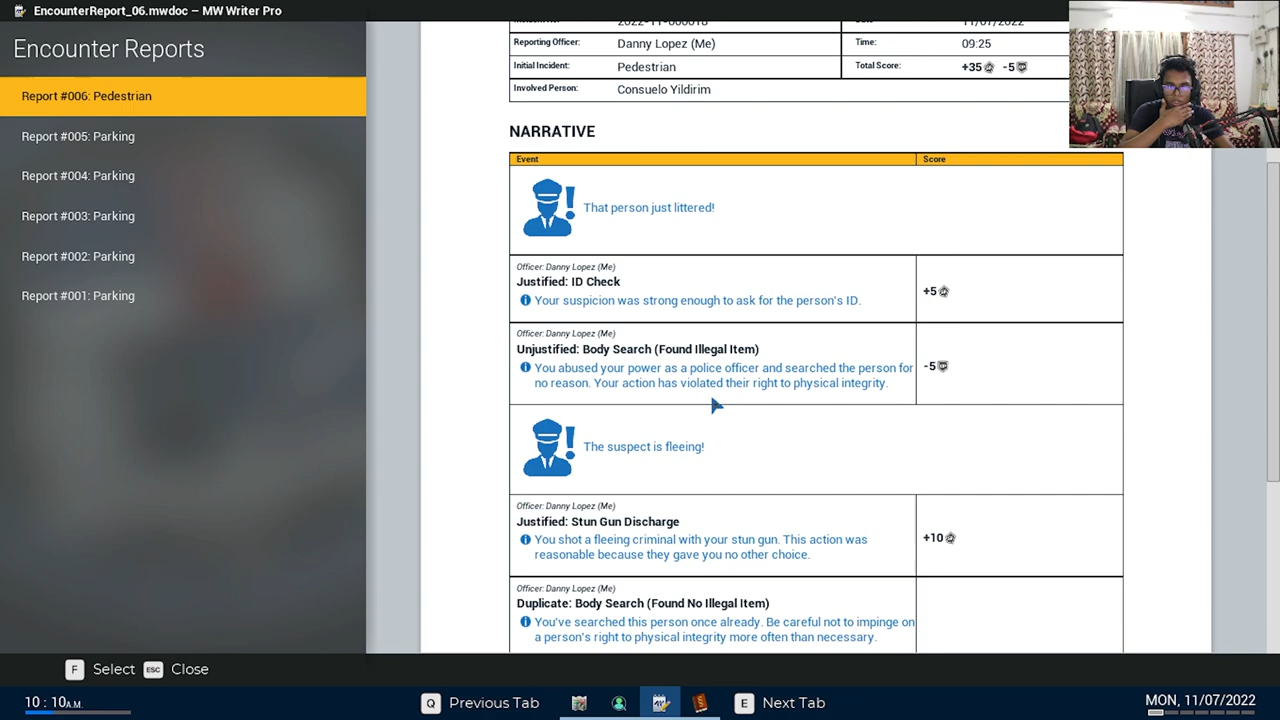 EncounterReport_06.mwdoc – MW Writer Pro
Encounter Reports
Report #006: Pedestrian
Report #005: Parking
Report #004: Parking
Report #003: Parking
Report #002: Parking
Report #001: Parking
11/07/2022
Reporting Officer: Danny Lopez (Me) Time: 09:25
Initial Incident: Pedestrian Total Score: +35 -5
Involved Person: Consuelo Yildirim
NARRATIVE
Event Score
That person just littered!
Officer: Danny Lopez (Me)
Justified: ID Check
Your suspicion was strong enough to ask for the person's ID.
+5
Officer: Danny Lopez (Me)
Unjustified: Body Search (Found Illegal Item)
You abused your power as a police officer and searched the person for
no reason. Your action has violated their right to physical integrity.
-5
The suspect is fleeing!
Officer: Danny Lopez (Me)
Justified: Stun Gun Discharge
You shot a fleeing criminal with your stun gun. This action was
reasonable because they gave you no other choice.
+10
Officer: Danny Lopez (Me)
Duplicate: Body Search (Found No Illegal Item)
You've searched this person once already. Be careful not to impinge on
a person's right to physical integrity more often than necessary.
F Select ESC Close
10 : 10 A.M.
Q Previous Tab E Next Tab
MON, 11/07/2022